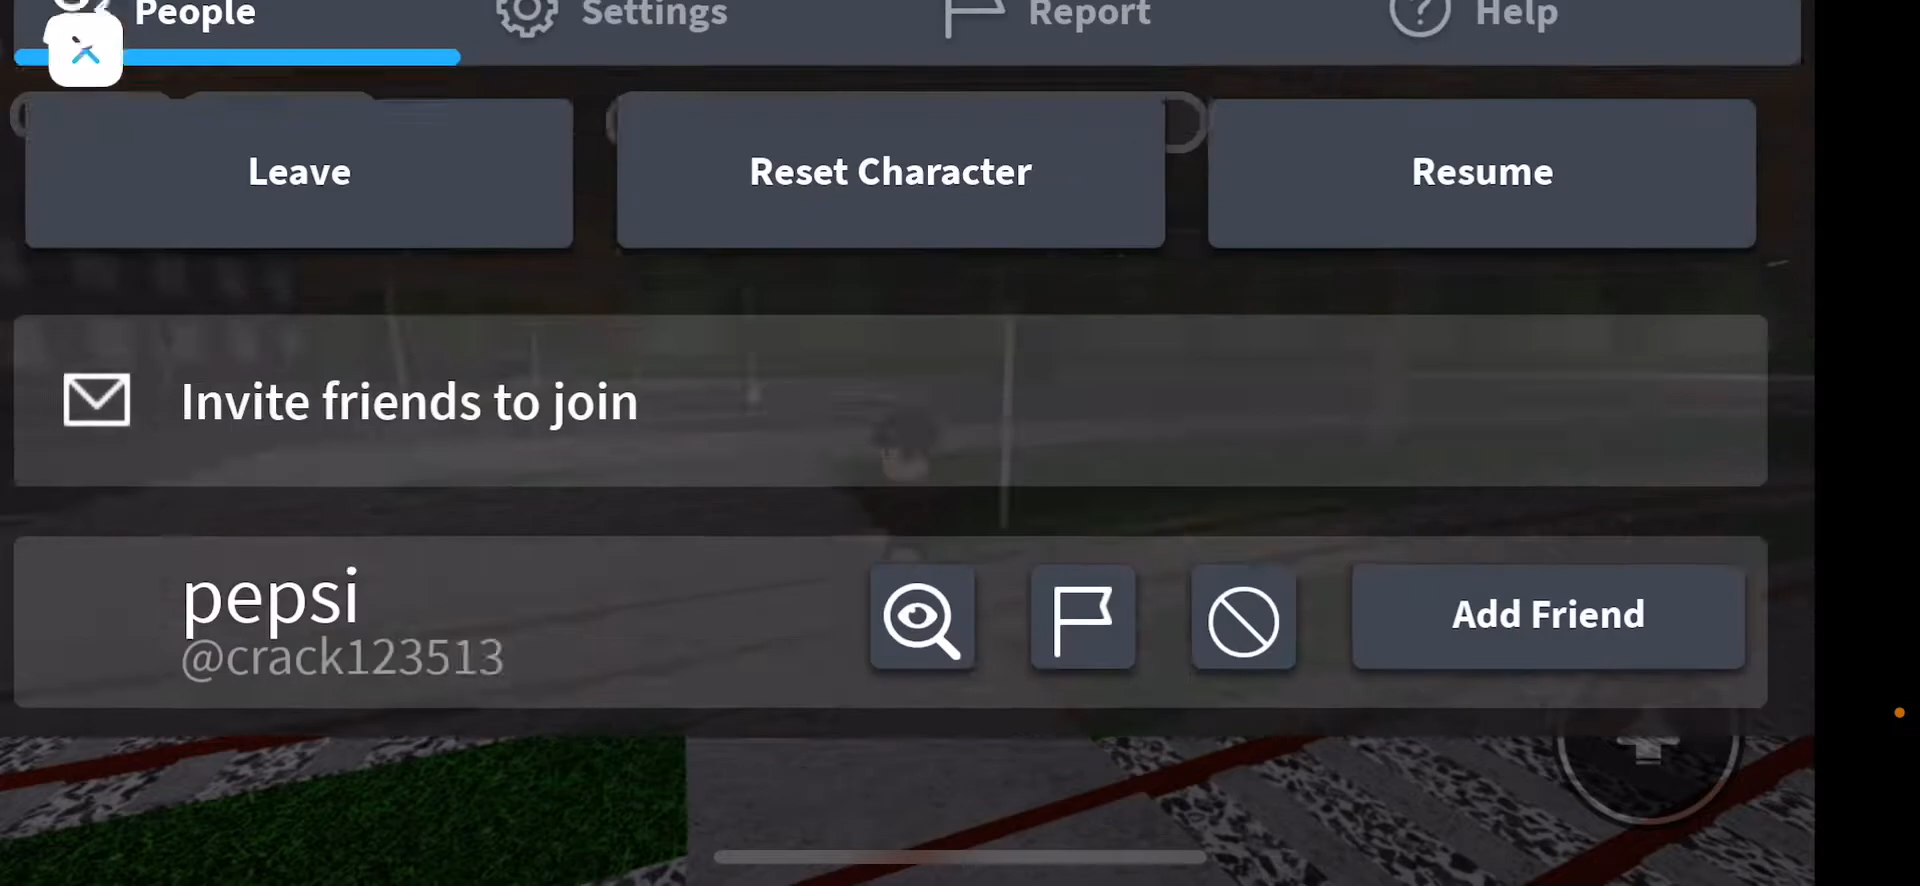 People Settings Report Help
Leave Reset Character Resume
Invite friends to join
pepsi
@crack123513
Add Friend